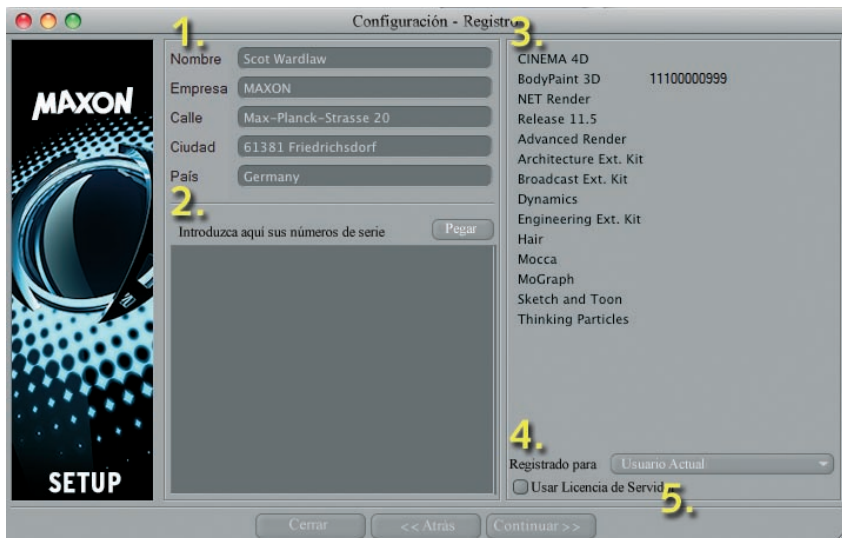 Configuración - Registro
MAXON
SETUP
1.
Nombre Scot Wardlaw
Empresa MAXON
Calle Max-Planck-Strasse 20
Ciudad 61381 Friedrichsdorf
País Germany
2.
Introduzca aquí sus números de serie Pegar
3.
CINEMA 4D
BodyPaint 3D 11100000999
NET Render
Release 11.5
Advanced Render
Architecture Ext. Kit
Broadcast Ext. Kit
Dynamics
Engineering Ext. Kit
Hair
Mocca
MoGraph
Sketch and Toon
Thinking Particles
4.
Registrado para Usuario Actual
Usar Licencia de Servidor
5.
Cerrar << Atrás Continuar >>